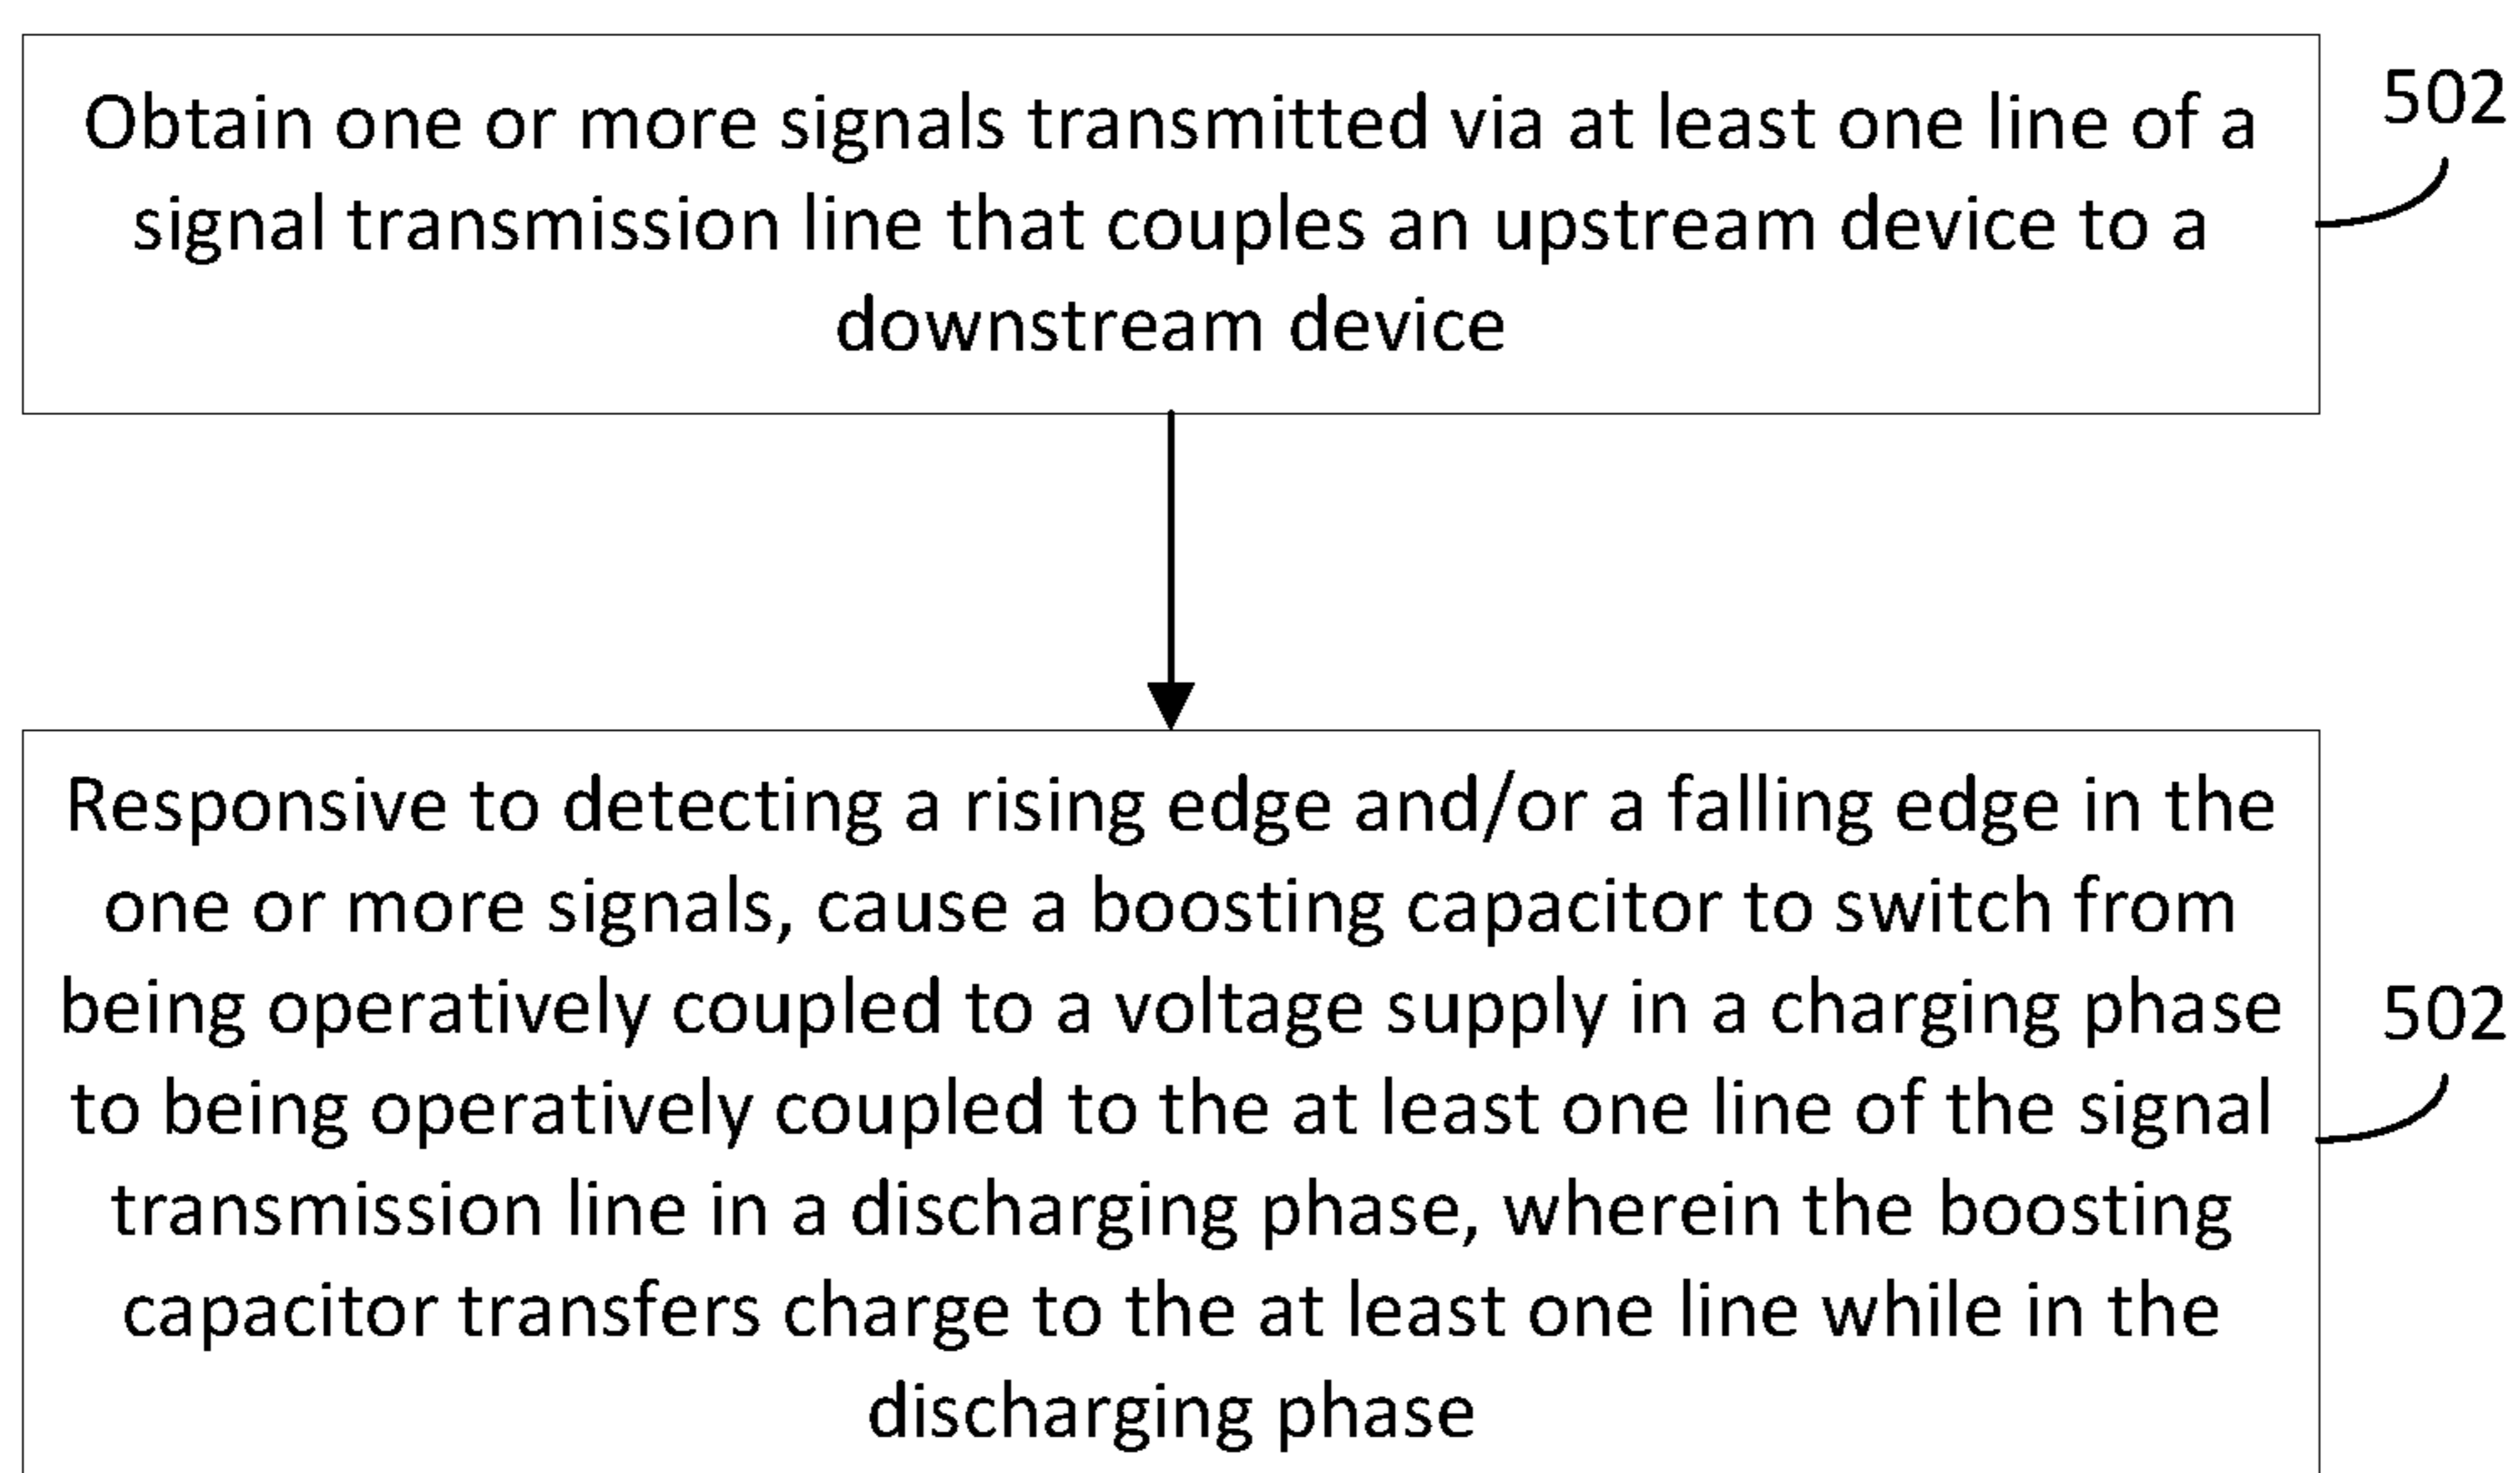 Obtain one or more signals transmitted via at least one line of a
signal transmission line that couples an upstream device to a
downstream device
502
Responsive to detecting a rising edge and/or a falling edge in the
one or more signals, cause a boosting capacitor to switch from
being operatively coupled to a voltage supply in a charging phase
to being operatively coupled to the at least one line of the signal
transmission line in a discharging phase, wherein the boosting
capacitor transfers charge to the at least one line while in the
discharging phase
502